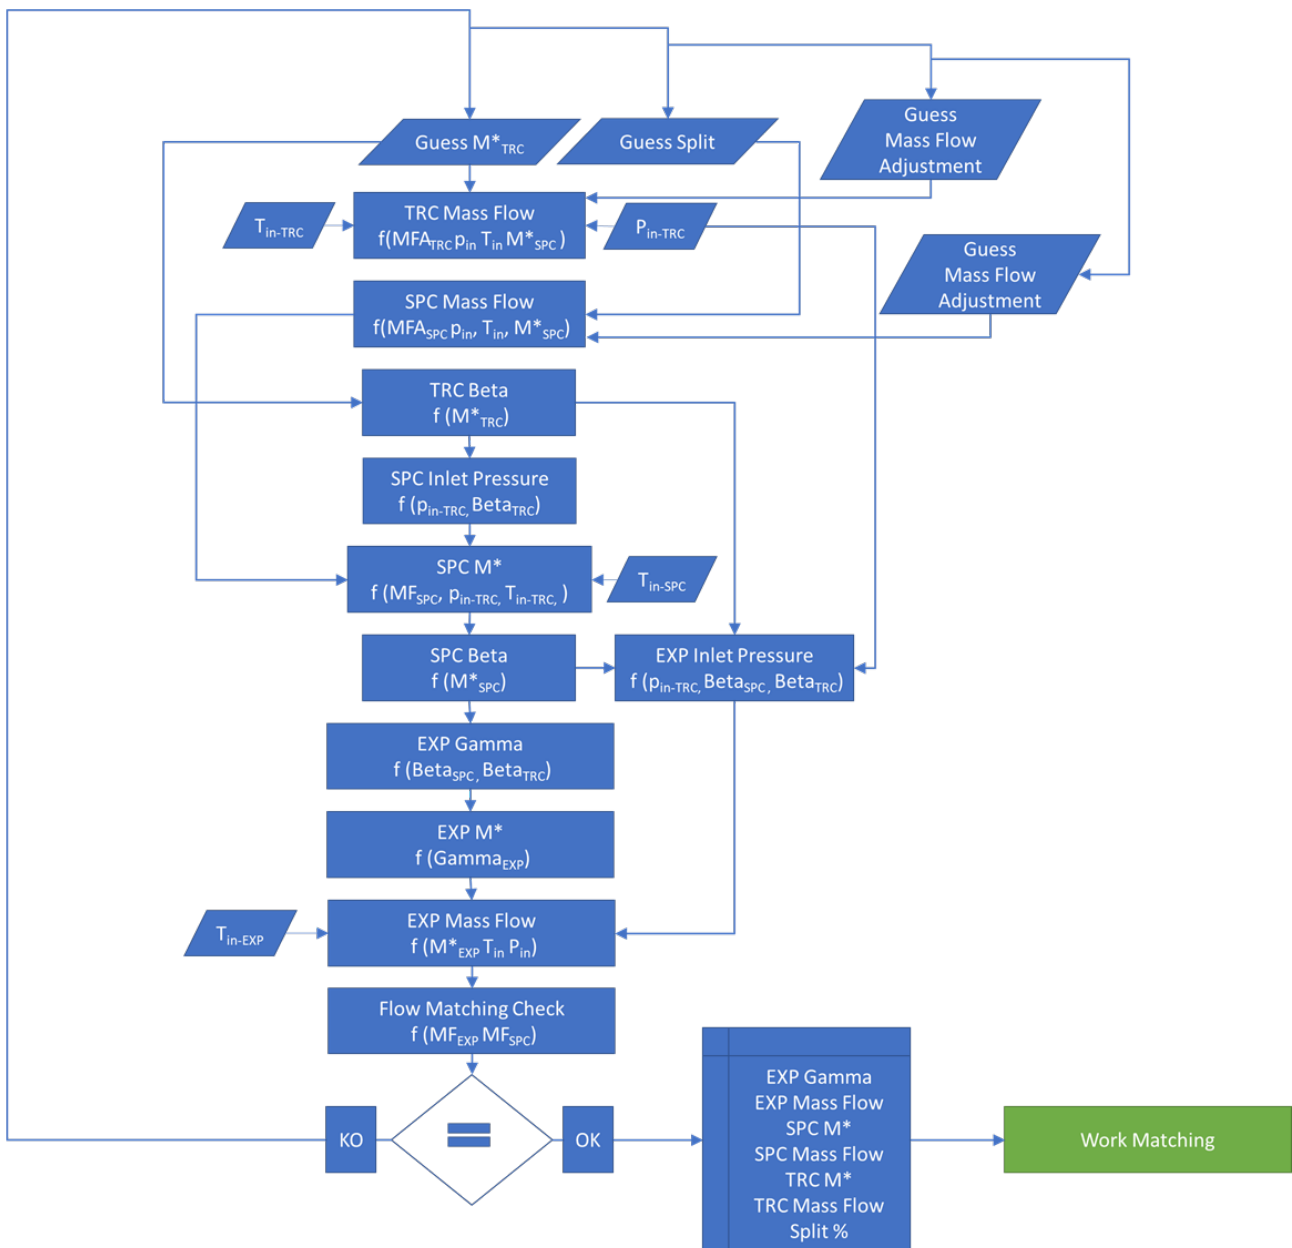 Guess M*TRC
Guess Split
Guess
Mass Flow
Adjustment
Tin-TRC
TRC Mass Flow
f(MFATRC pin Tin M*SPC )
Pin-TRC
Guess
Mass Flow
Adjustment
SPC Mass Flow
f(MFASPC pin, Tin, M*SPC)
TRC Beta
f (M*TRC)
SPC Inlet Pressure
f (pin-TRC, BetaTRC)
SPC M*
f (MFSPC, pin-TRC, Tin-TRC, )
Tin-SPC
SPC Beta
f (M*SPC)
EXP Inlet Pressure
f (pin-TRC, BetaSPC, BetaTRC)
EXP Gamma
f (BetaSPC, BetaTRC)
EXP M*
f (GammaEXP)
Tin-EXP
EXP Mass Flow
f (M*EXP Tin Pin)
Flow Matching Check
f (MFEXP MFSPC)
KO
=
OK
EXP Gamma
EXP Mass Flow
SPC M*
SPC Mass Flow
TRC M*
TRC Mass Flow
Split %
Work Matching